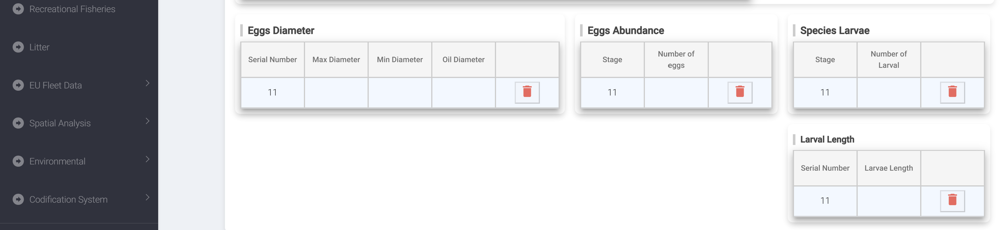 Recreational Fisheries
Litter
EU Fleet Data
Spatial Analysis
Environmental
Codification System
Eggs Diameter
Serial Number
Max Diameter
Min Diameter
Oil Diameter
11
Eggs Abundance
Stage
Number of
eggs
11
Species Larvae
Stage
Number of
Larval
11
Larval Length
Serial Number
Larvae Length
11